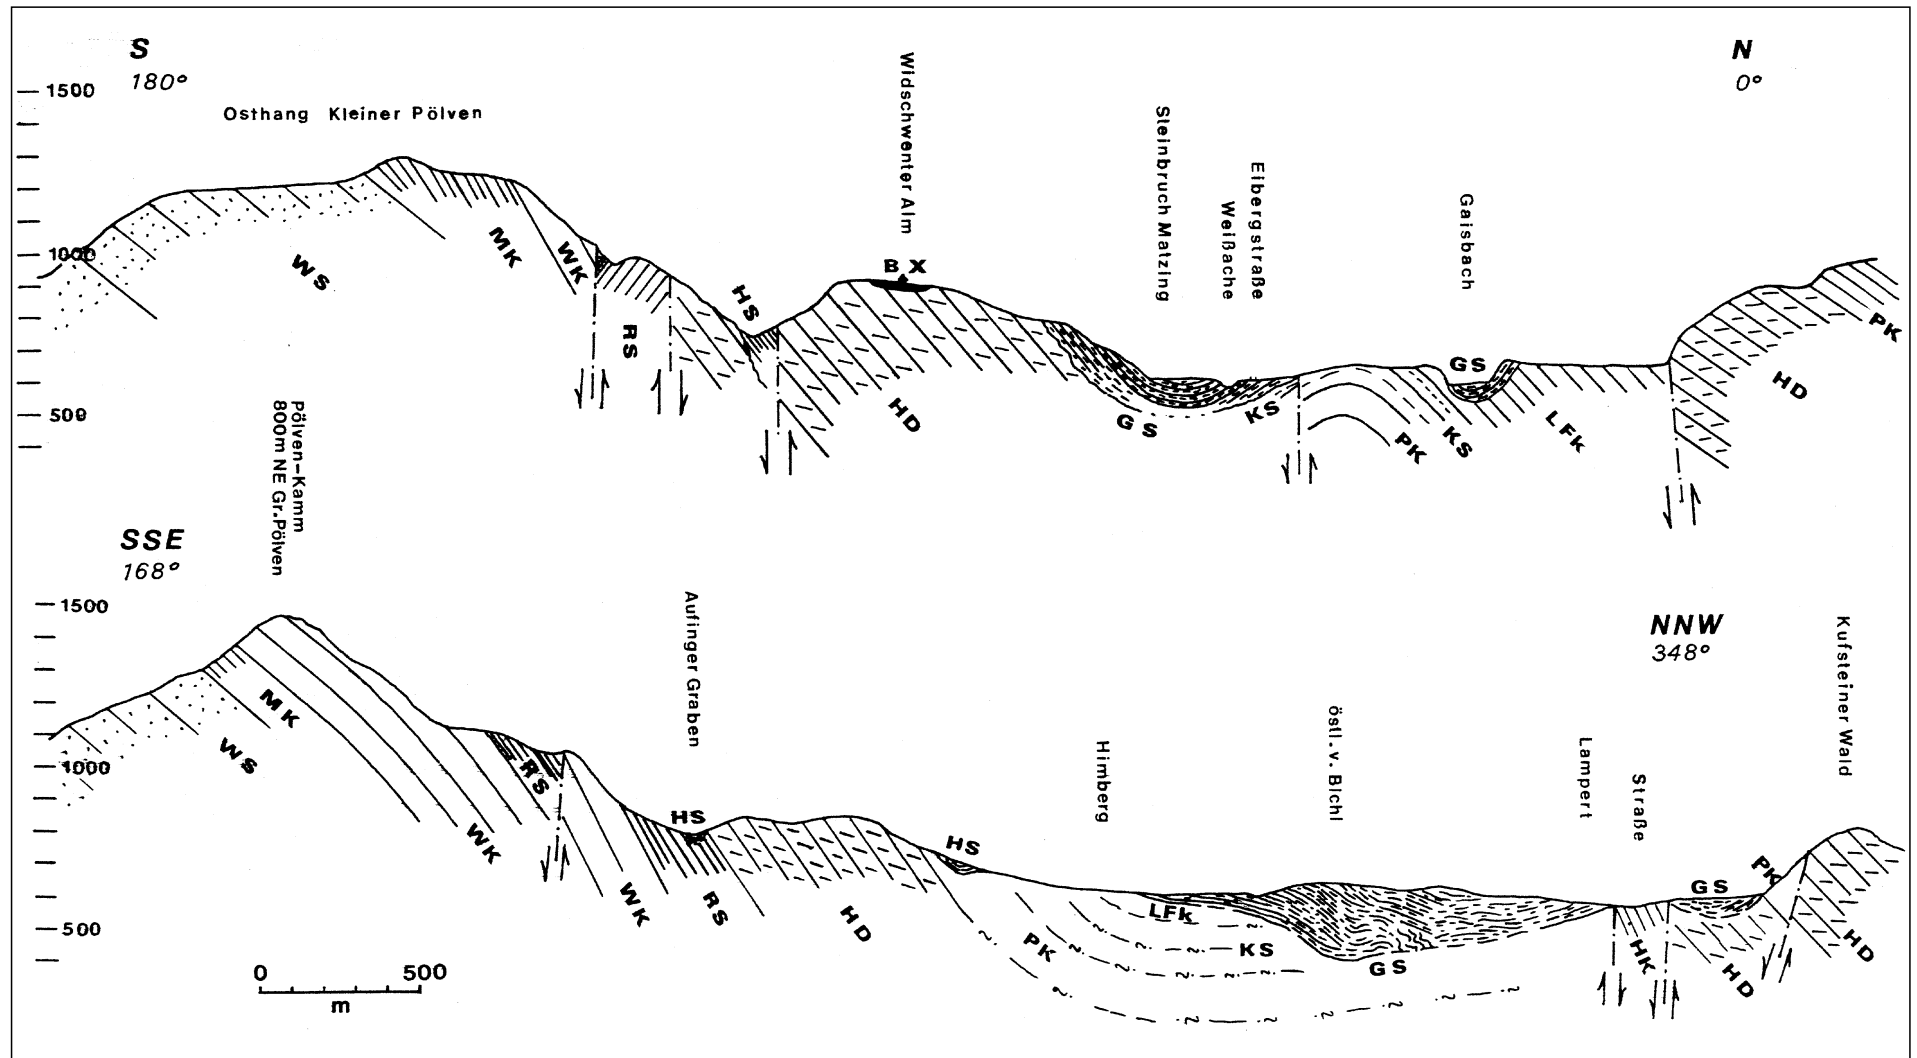 S
180°
N
0°
1500
1000
500
Osthang Kleiner Pölven
Widschwenter Alm
Steinbruch Matzing
Weißache
Eibergstraße
Gaisbach
WS
MK
WK
RS
HS
BX
HD
GS
KS
PK
GS
KS
LFk
HD
PK
SSE
168°
NNW
348°
1500
1000
500
Pölven-Kamm
800m NE Gr. Pölven
Aufinger Graben
Himberg
östl. v. Bichl
Lampert
Straße
Kufsteiner Wald
WS
MK
WK
RS
WK
RS
HS
HD
HS
PK
LFk
KS
GS
HK
GS
HD
PK
HD
0 500
m